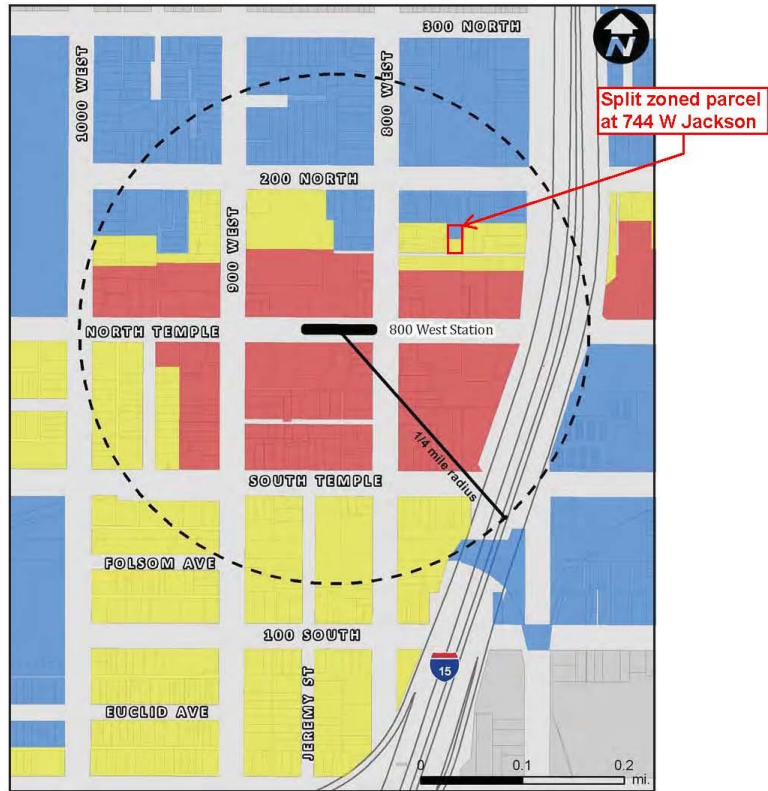 300 NORTH
N
1000 WEST
800 WEST
Split zoned parcel
at 744 W Jackson
200 NORTH
900 WEST
NORTH TEMPLE
800 West Station
1/4 mile radius
SOUTH TEMPLE
FOLSOM AVE
100 SOUTH
15
JEREMY ST
EUCLID AVE
0 0.1 0.2
mi.